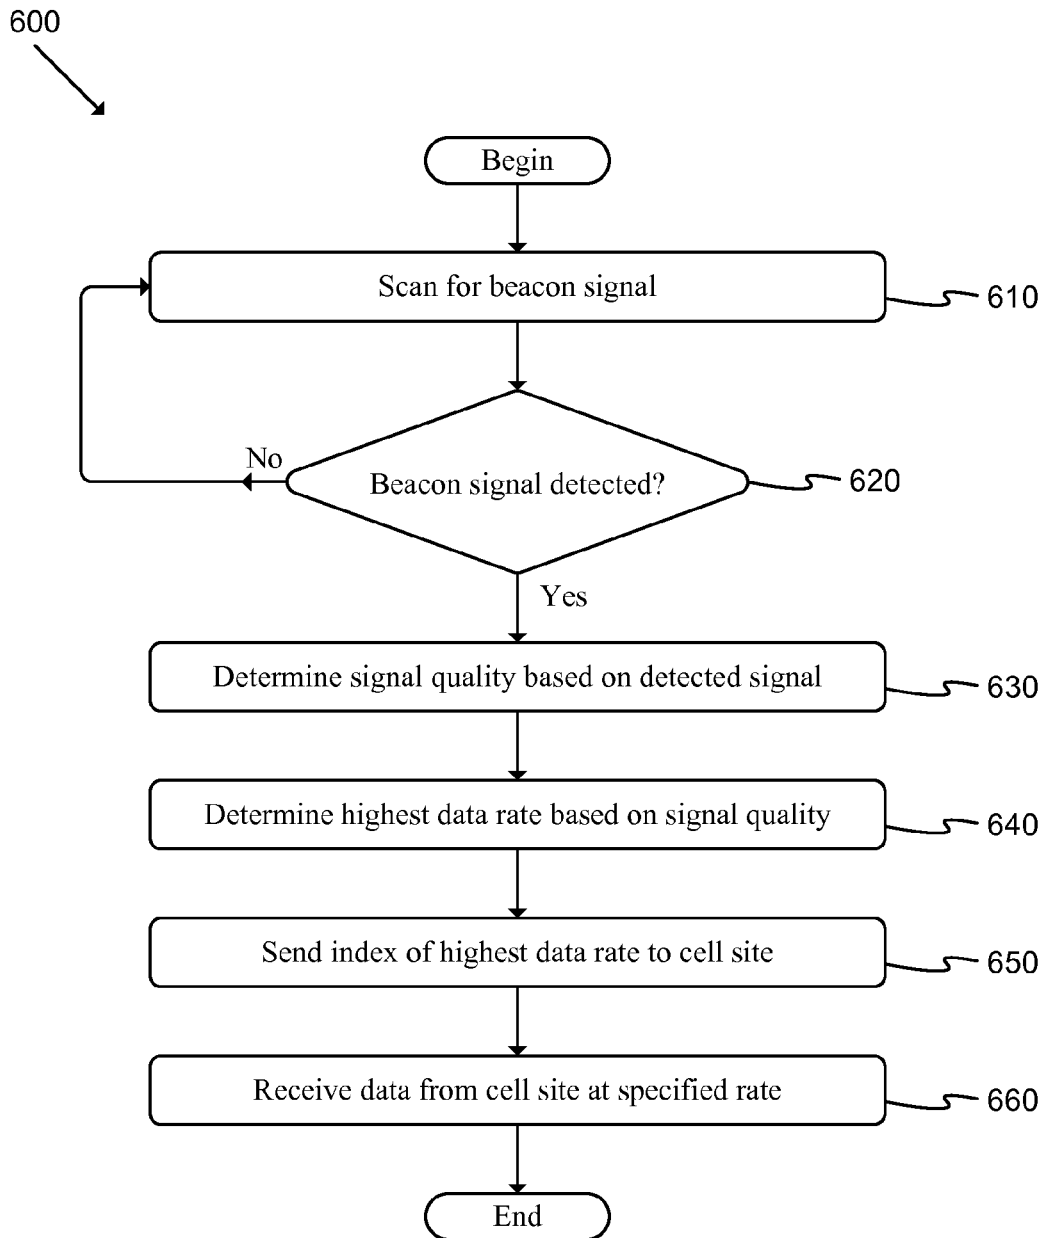 600
Begin
Scan for beacon signal
610
No
Beacon signal detected?
620
Yes
Determine signal quality based on detected signal
630
Determine highest data rate based on signal quality
640
Send index of highest data rate to cell site
650
Receive data from cell site at specified rate
660
End